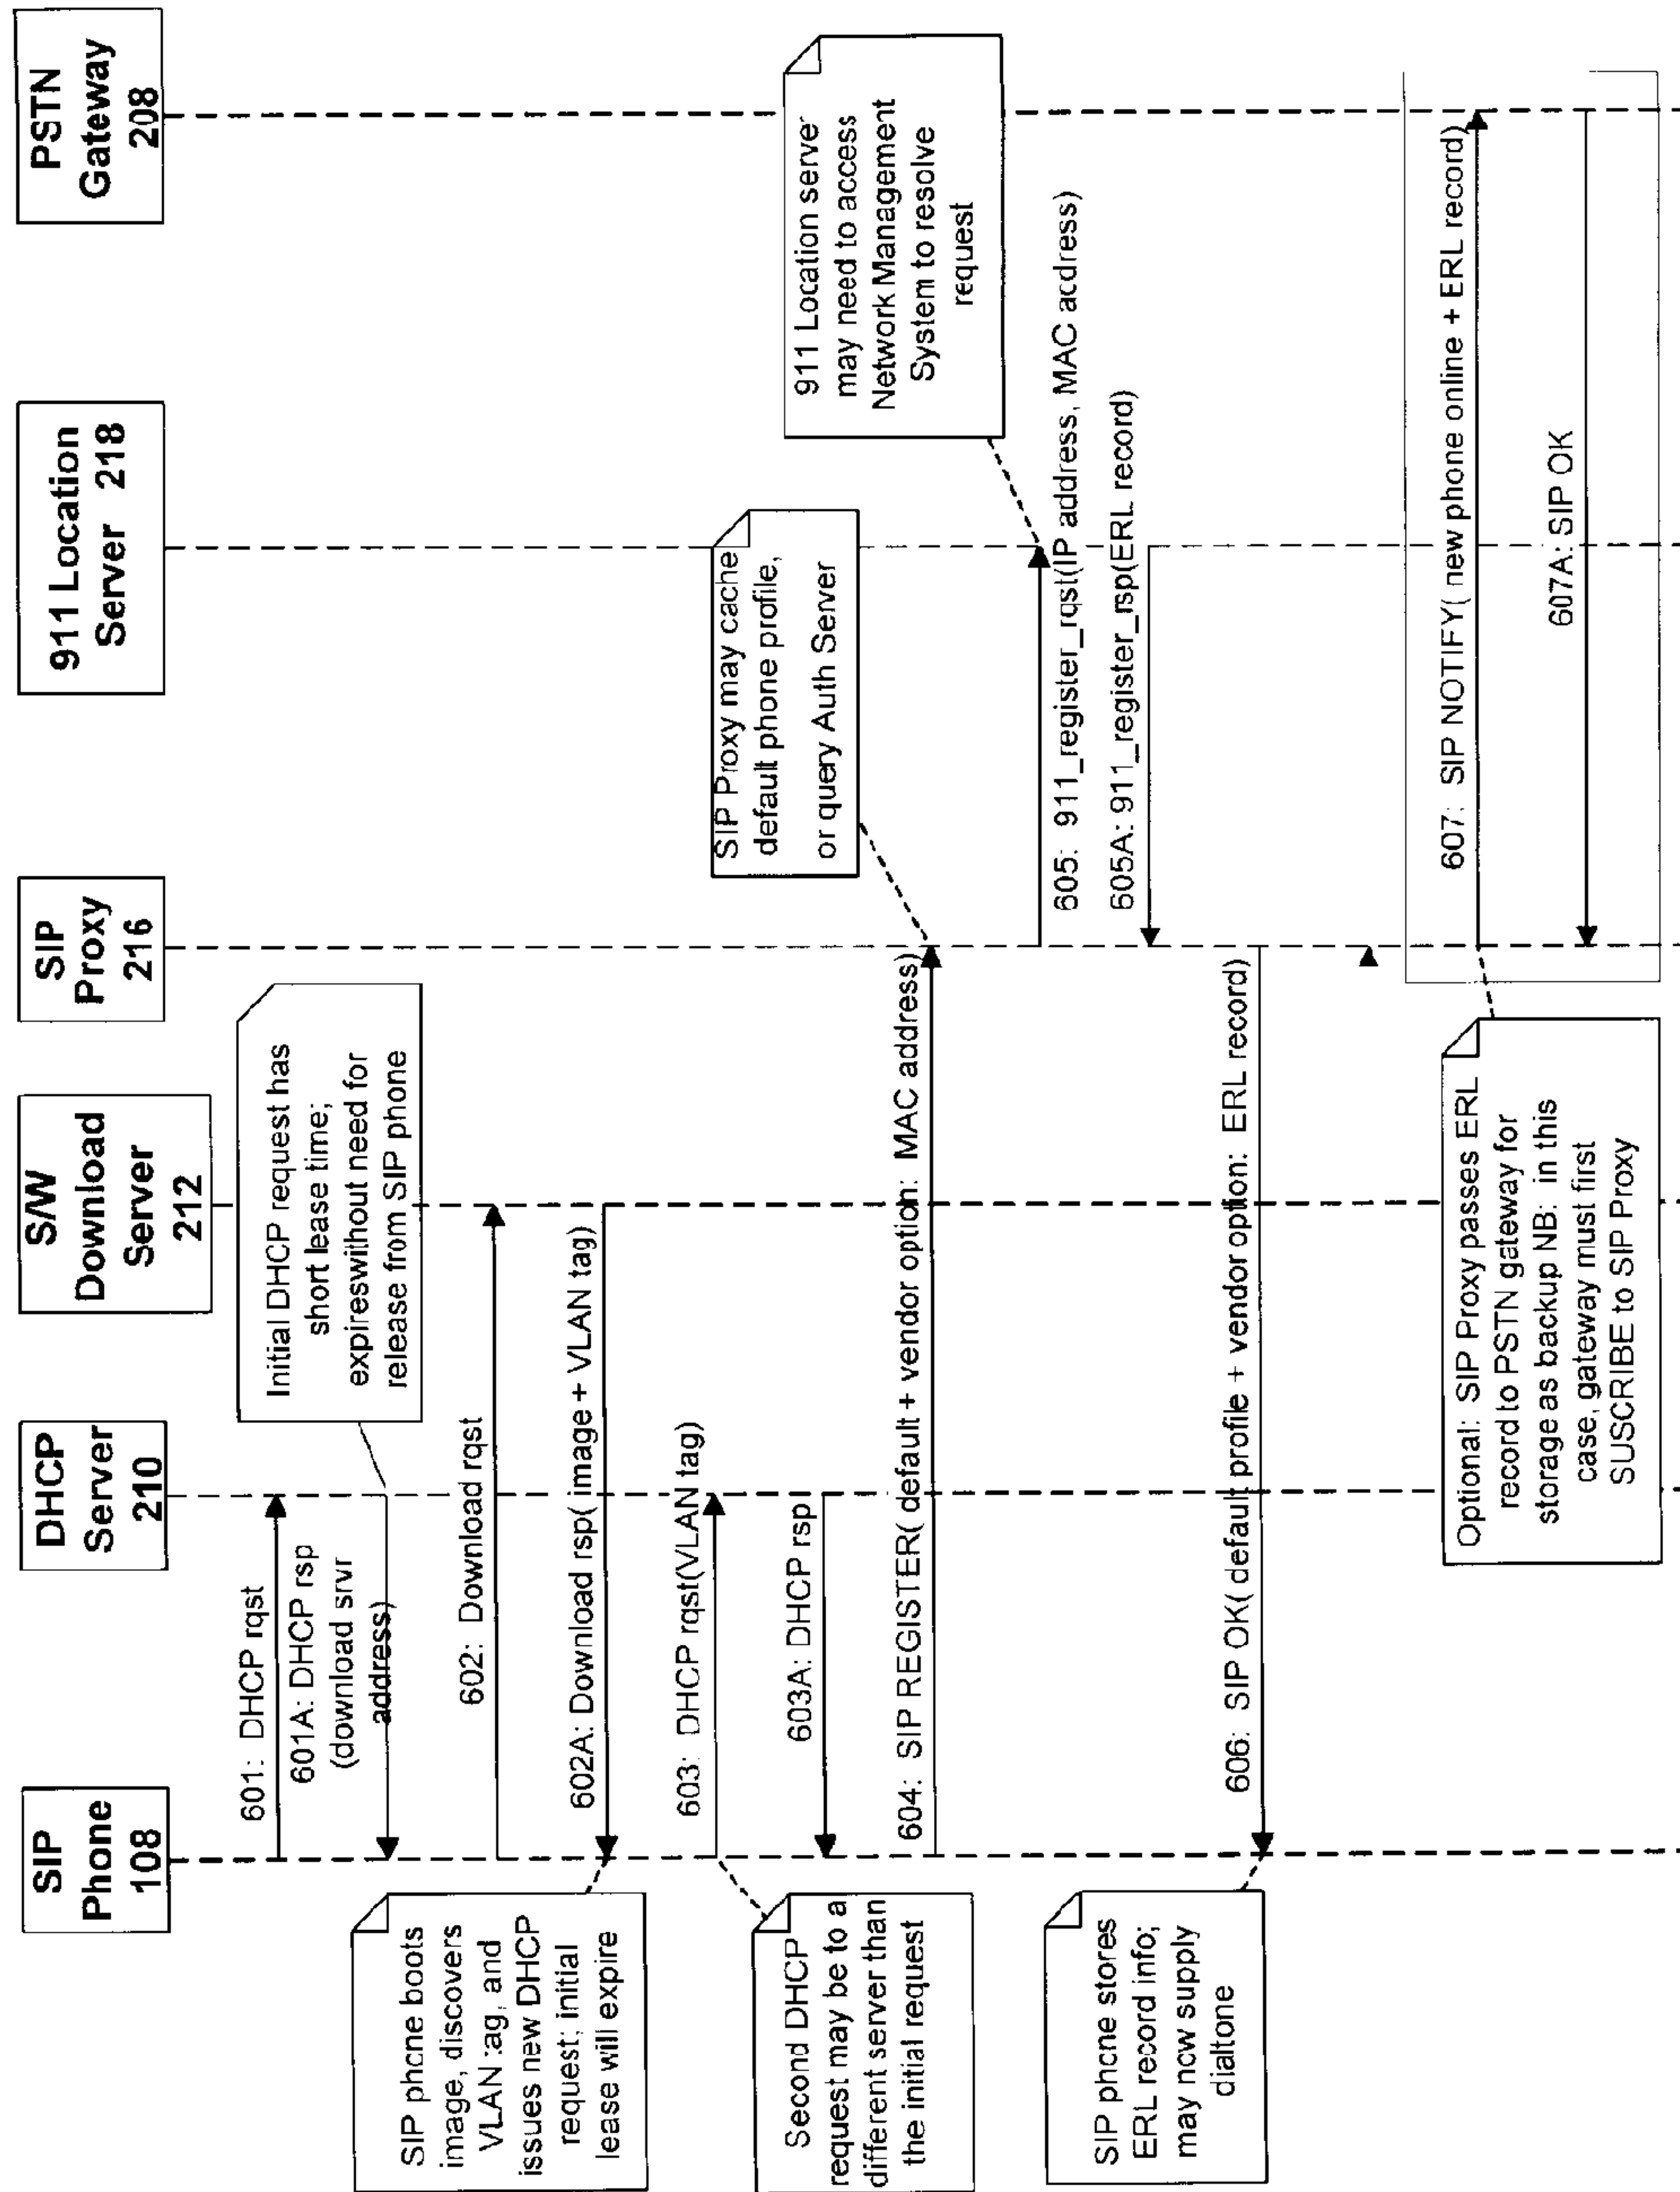 SIP
Phone
108
DHCP
Server
210
S/W
Download
Server
212
SIP
Proxy
216
911 Location
Server 218
PSTN
Gateway
208
601: DHCP rqst
601A: DHCP rsp
(download srvr
address)
Initial DHCP request has
short lease time;
expireswithout need for
release from SIP phone
602: Download rqst
602A: Download rsp( image + VLAN tag)
SIP phone boots
image, discovers
VLAN tag, and
issues new DHCP
request; initial
lease will expire
603: DHCP rqst(VLAN tag)
603A: DHCP rsp
Second DHCP
request may be to a
different server than
the initial request
604: SIP REGISTER( default + vendor option: MAC address)
SIP Proxy may cache
default phone profile,
or query Auth Server
911 Location server
may need to access
Network Management
System to resolve
request
605: 911_register_rqst(IP address, MAC address)
605A: 911_register_rsp(ERL record)
606: SIP OK( default profile + vendor option: ERL record)
SIP phone stores
ERL record info;
may now supply
dialtone
607: SIP NOTIFY( new phone online + ERL record)
607A: SIP OK
Optional: SIP Proxy passes ERL
record to PSTN gateway for
storage as backup NB: in this
case, gateway must first
SUSCRIBE to SIP Proxy